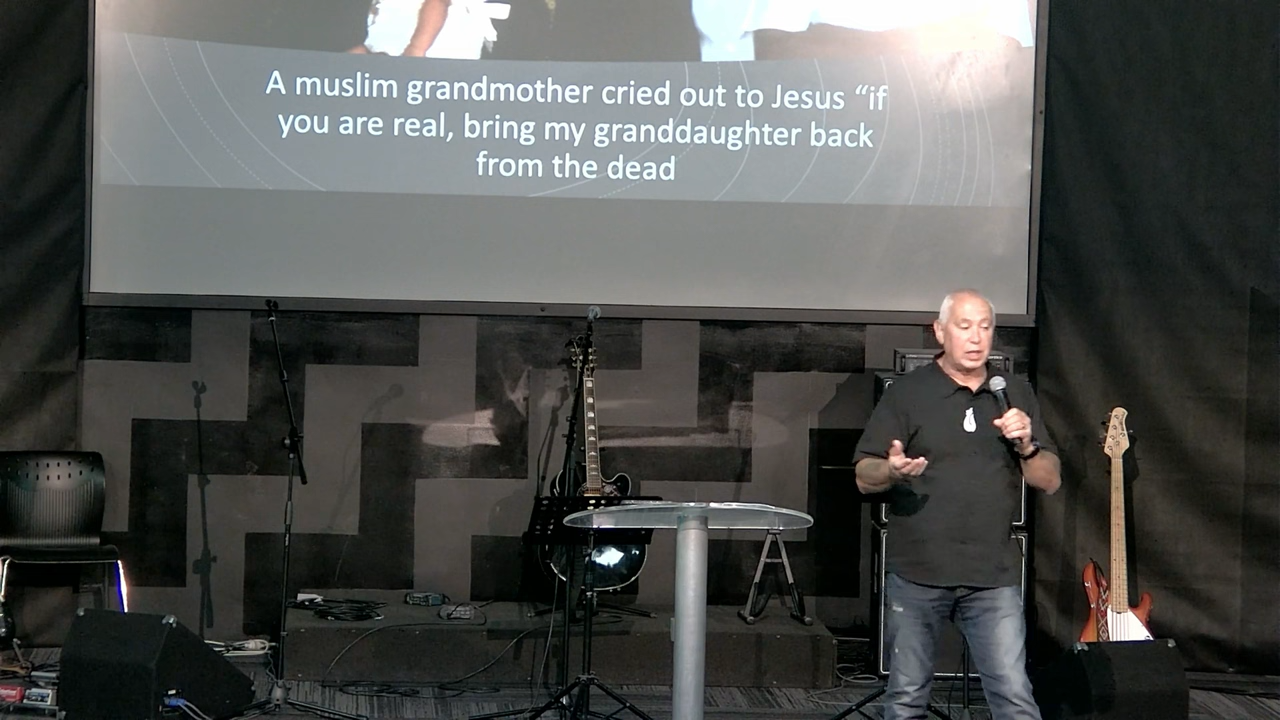 A muslim grandmother cried out to Jesus “if
you are real, bring my granddaughter back
from the dead